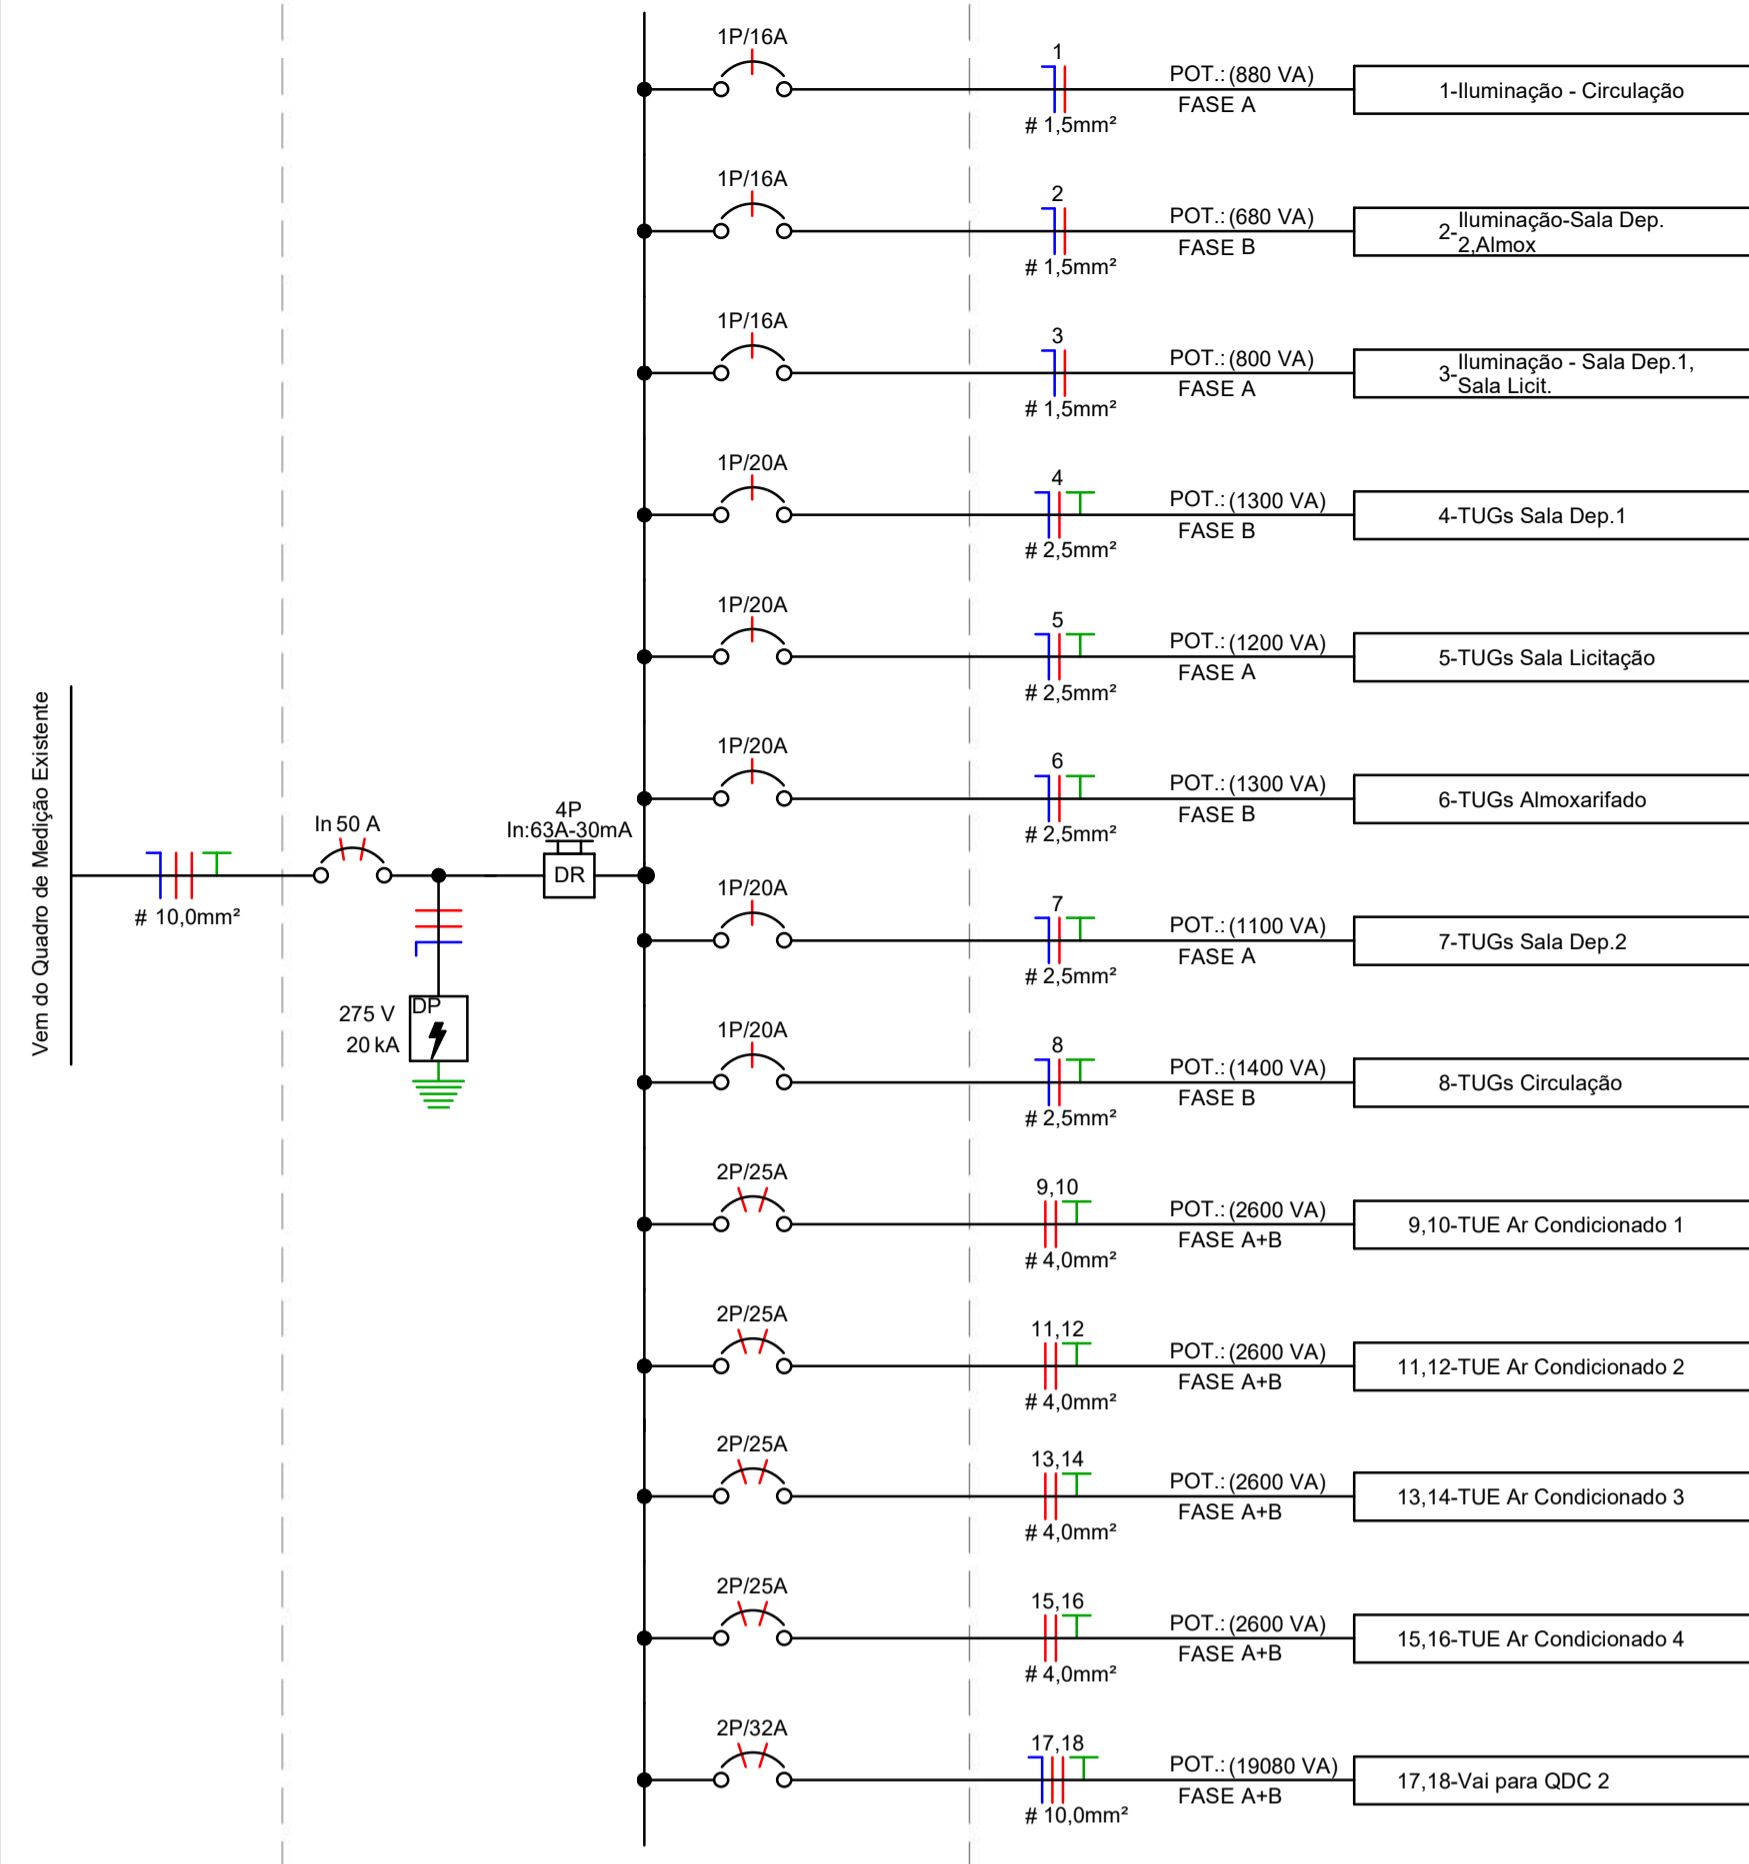 1P/16A
1
POT.: (880 VA)
FASE A
# 1,5mm²
1-Iluminação - Circulação
1P/16A
2
POT.: (680 VA)
FASE B
# 1,5mm²
2-Iluminação-Sala Dep.
2,Almox
1P/16A
3
POT.: (800 VA)
FASE A
# 1,5mm²
3-Iluminação - Sala Dep.1,
Sala Licit.
1P/20A
4
POT.: (1300 VA)
FASE B
# 2,5mm²
4-TUGs Sala Dep.1
1P/20A
5
POT.: (1200 VA)
FASE A
# 2,5mm²
5-TUGs Sala Licitação
1P/20A
6
POT.: (1300 VA)
FASE B
# 2,5mm²
6-TUGs Almoxarifado
Vem do Quadro de Medição Existente
# 10,0mm²
In 50 A
4P
In:63A-30mA
DR
275 V
20 kA
DP
1P/20A
7
POT.: (1100 VA)
FASE A
# 2,5mm²
7-TUGs Sala Dep.2
1P/20A
8
POT.: (1400 VA)
FASE B
# 2,5mm²
8-TUGs Circulação
2P/25A
9,10
POT.: (2600 VA)
FASE A+B
# 4,0mm²
9,10-TUE Ar Condicionado 1
2P/25A
11,12
POT.: (2600 VA)
FASE A+B
# 4,0mm²
11,12-TUE Ar Condicionado 2
2P/25A
13,14
POT.: (2600 VA)
FASE A+B
# 4,0mm²
13,14-TUE Ar Condicionado 3
2P/25A
15,16
POT.: (2600 VA)
FASE A+B
# 4,0mm²
15,16-TUE Ar Condicionado 4
2P/32A
17,18
POT.: (19080 VA)
FASE A+B
# 10,0mm²
17,18-Vai para QDC 2